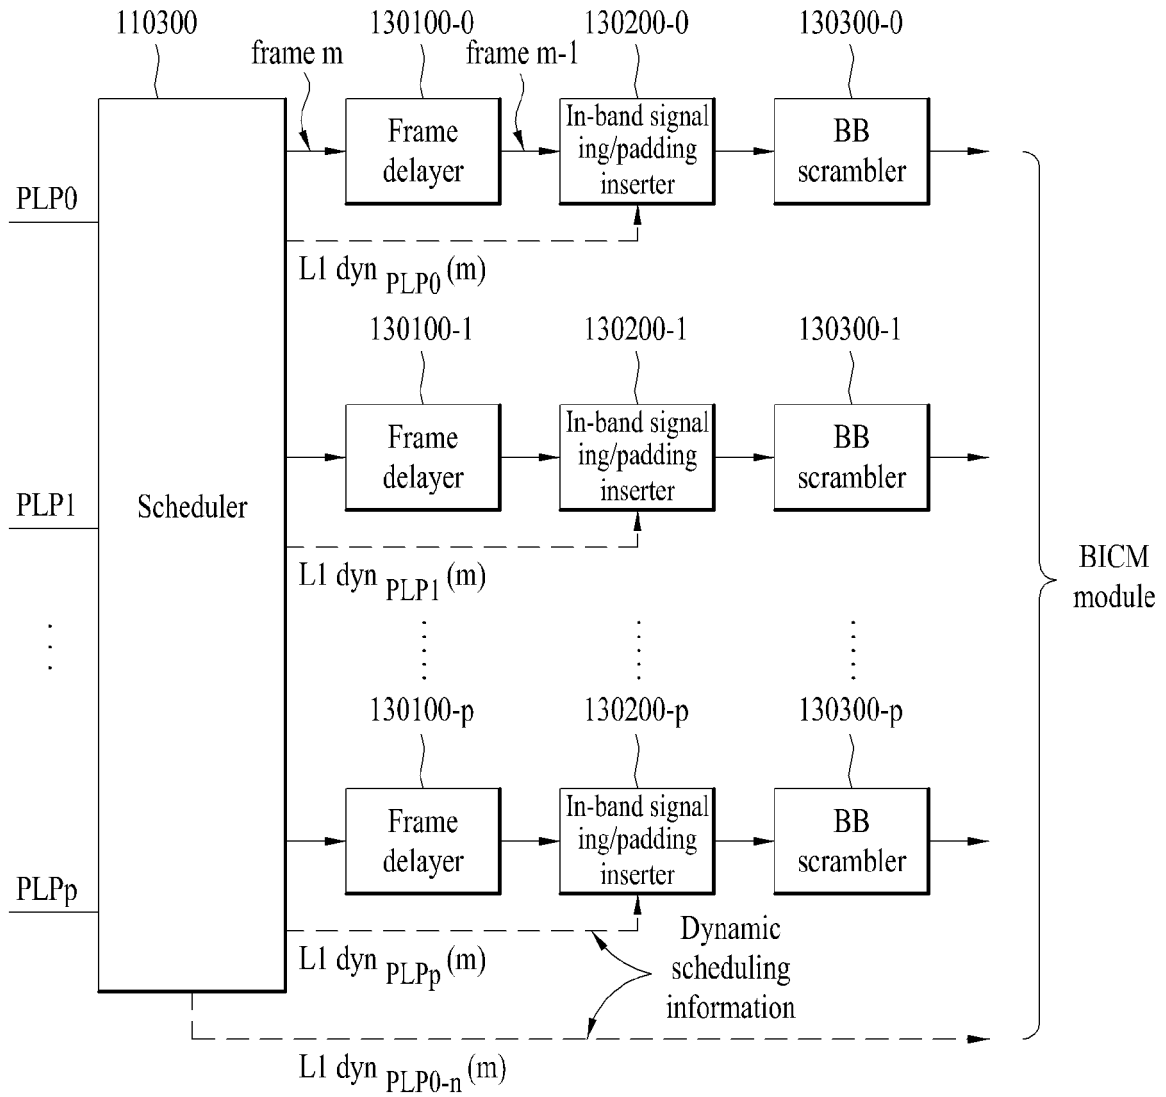 110300
130100-0
130200-0
130300-0
frame m
frame m-1
Frame
delayer
In-band signal
ing/padding
inserter
BB
scrambler
PLP0
L1 dyn PLP0 (m)
130100-1
130200-1
130300-1
Frame
delayer
In-band signal
ing/padding
inserter
BB
scrambler
PLP1
Scheduler
L1 dyn PLP1 (m)
BICM
module
130100-p
130200-p
130300-p
Frame
delayer
In-band signal
ing/padding
inserter
BB
scrambler
PLPp
L1 dyn PLPp (m)
Dynamic
scheduling
information
L1 dyn PLP0-n (m)